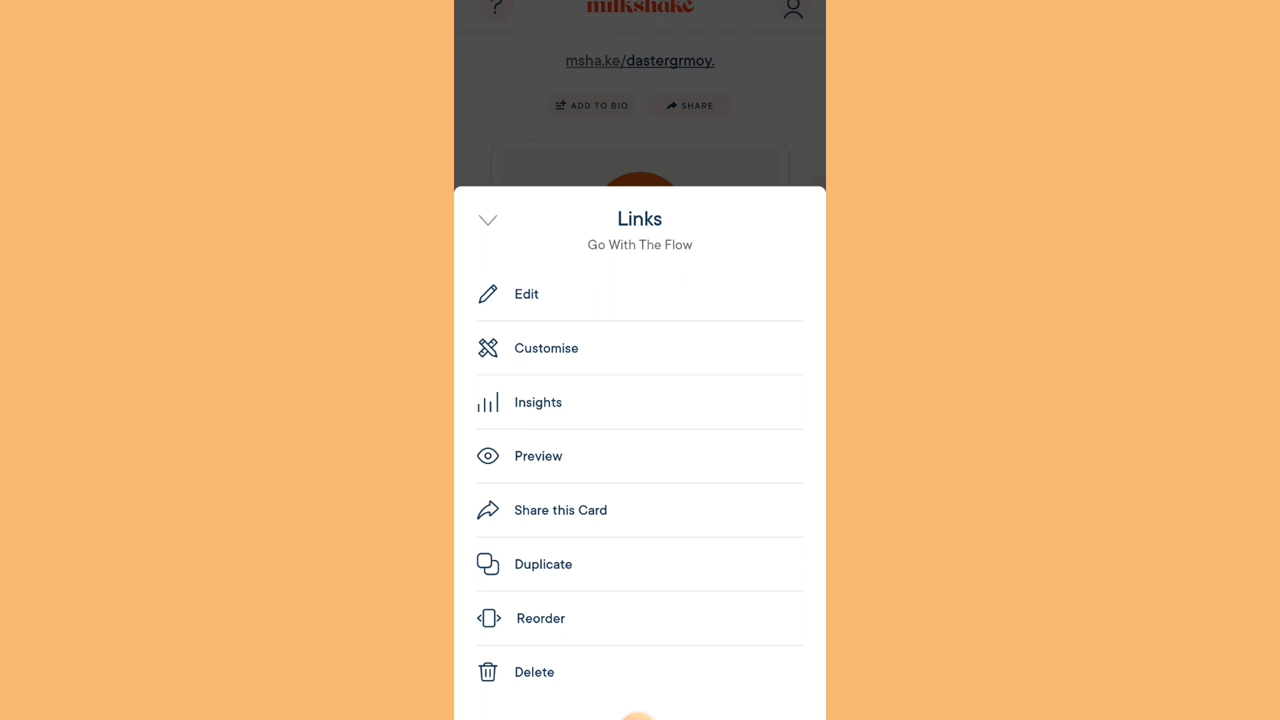 ?
milkshake
msha.ke/dastergrmoy.
ADD TO BIO
SHARE
Links
Go With The Flow
Edit
Customise
Insights
Preview
Share this Card
Duplicate
Reorder
Delete